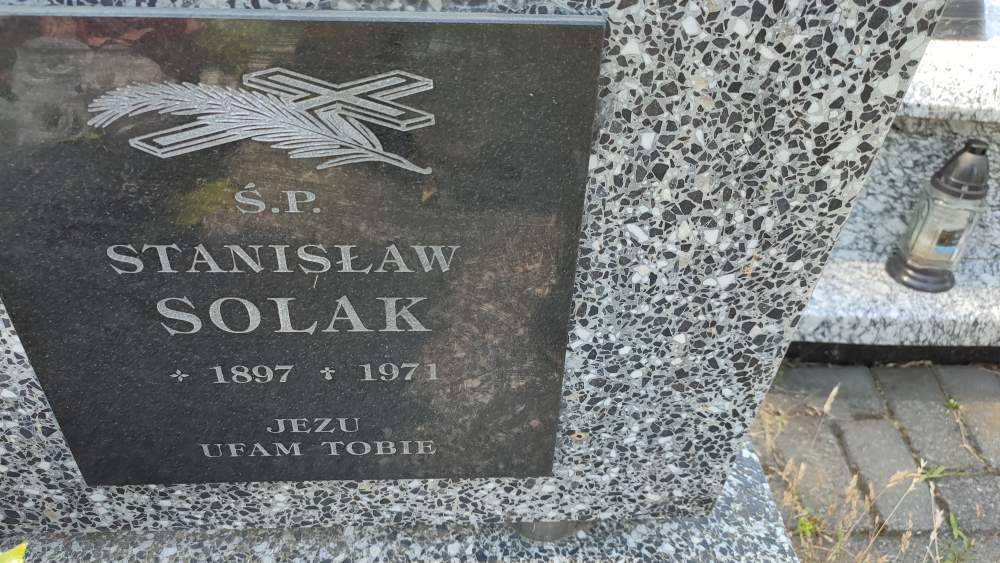 Ś.P.
STANISŁAW
SOLAK
* 1897 ✝ 1971
JEZU
UFAM TOBIE